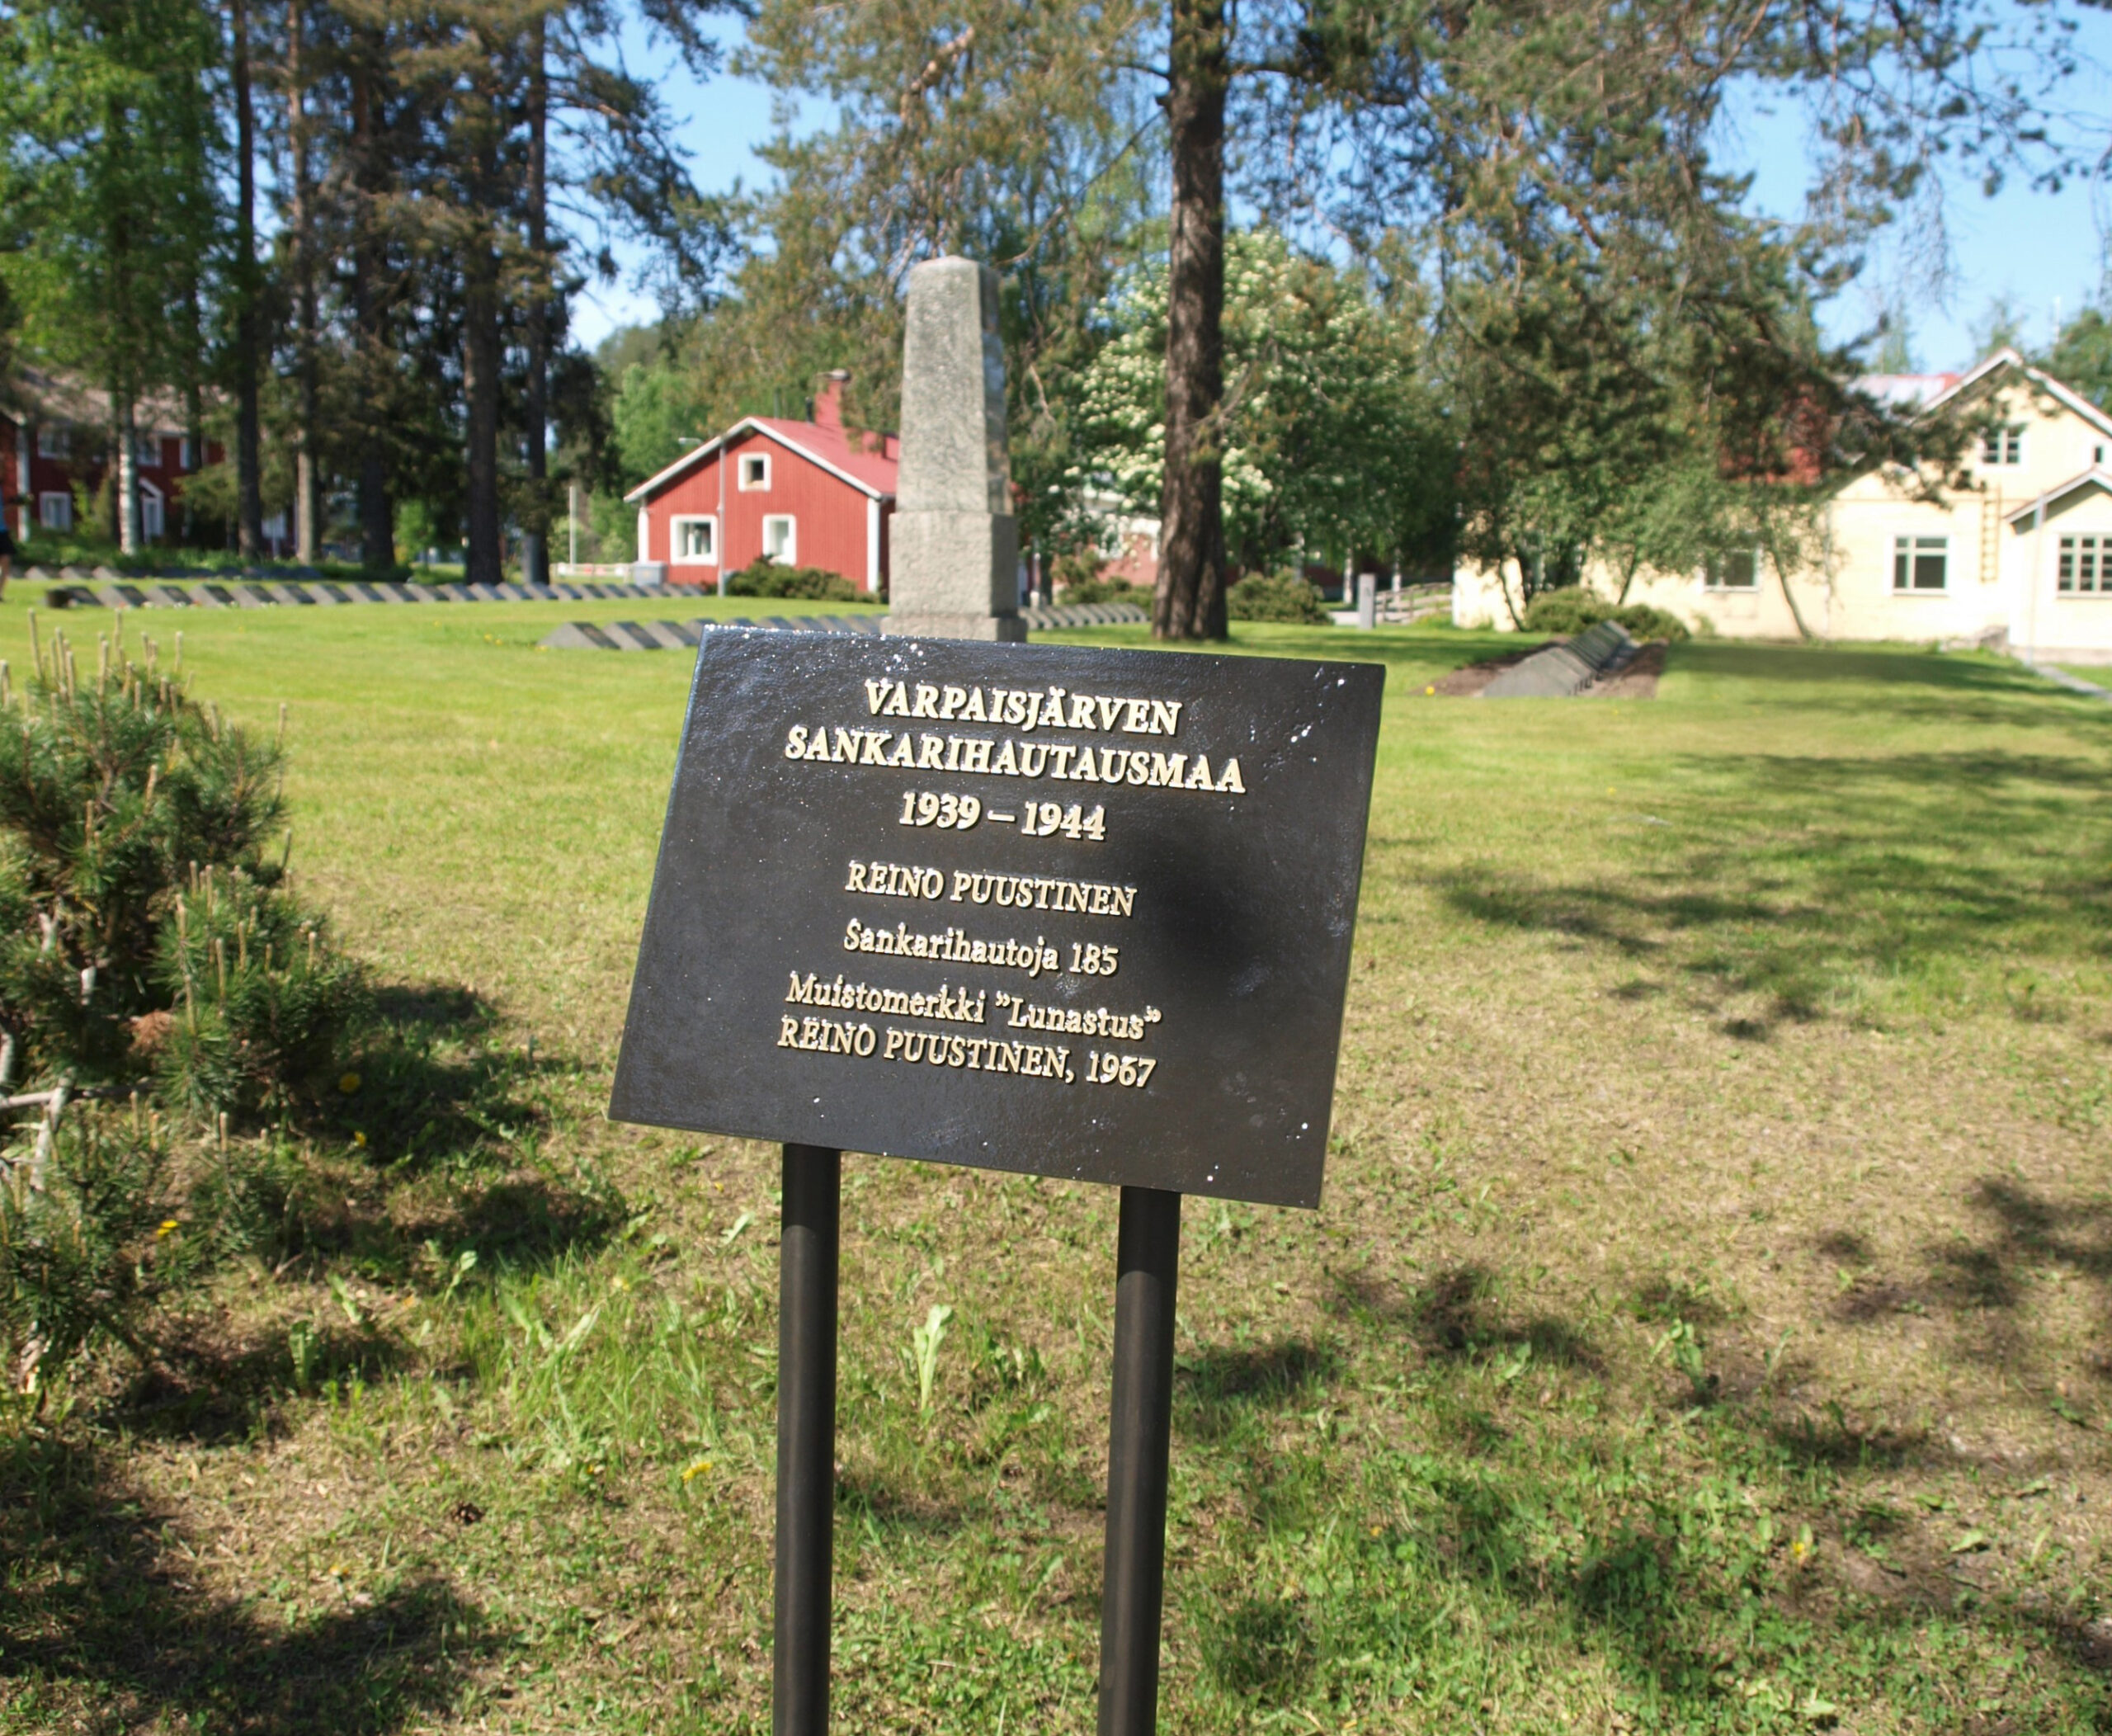 VARPAISJÄRVEN
SANKARIHAUTAUSMAA
1939 – 1944
REINO PUUSTINEN
Sankarihautoja 185
Muistomerkki ”Lunastus”
REINO PUUSTINEN, 1967